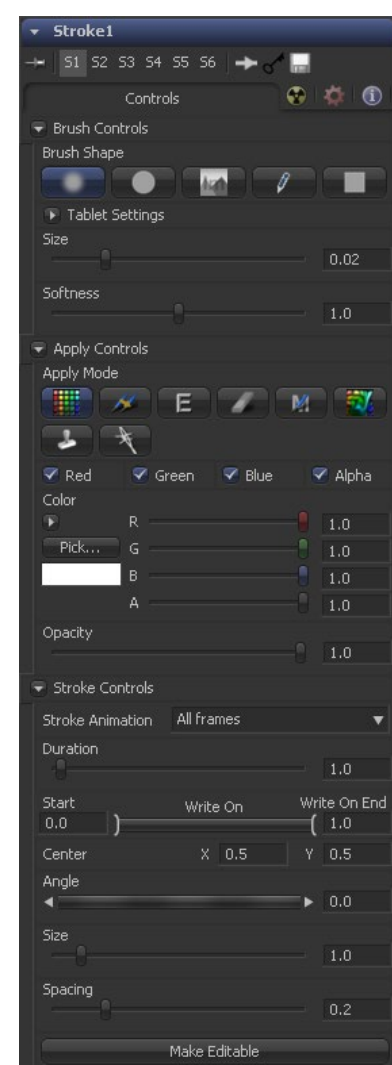 Stroke1
S1 S2 S3 S4 S5 S6
Controls
Brush Controls
Brush Shape
Tablet Settings
Size
0.02
Softness
1.0
Apply Controls
Apply Mode
E M
Red Green Blue Alpha
Color
R 1.0
Pick... G 1.0
B 1.0
A 1.0
Opacity
1.0
Stroke Controls
Stroke Animation All frames
Duration
1.0
Start Write On Write On End
0.0 1.0
Center X 0.5 Y 0.5
Angle
0.0
Size
1.0
Spacing
0.2
Make Editable